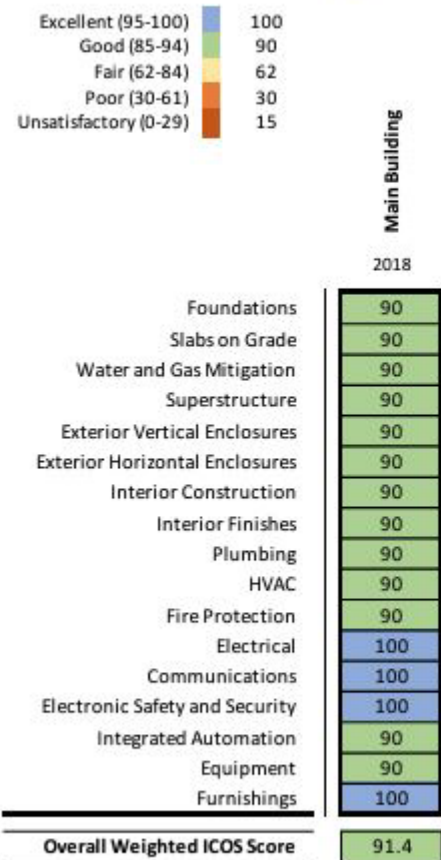 Excellent (95-100) 100
Good (85-94) 90
Fair (62-84) 62
Poor (30-61) 30
Unsatisfactory (0-29) 15
Main Building
2018
Foundations 90
Slabs on Grade 90
Water and Gas Mitigation 90
Superstructure 90
Exterior Vertical Enclosures 90
Exterior Horizontal Enclosures 90
Interior Construction 90
Interior Finishes 90
Plumbing 90
HVAC 90
Fire Protection 90
Electrical 100
Communications 100
Electronic Safety and Security 100
Integrated Automation 90
Equipment 90
Furnishings 100
Overall Weighted ICOS Score 91.4